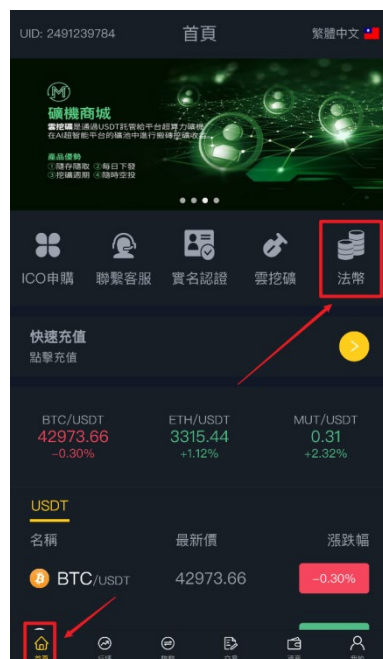 UID: 2491239784
首頁
繁體中文
礦機商城
雲挖礦是通過USDT託管給平台超算力礦機
在AI超智能平台的礦池中進行搬磚挖礦收益
產品優勢
①隨存隨取 ②每日下發
③挖礦週期 ④隨時空投
ICO申購
聯繫客服
實名認證
雲挖礦
法幣
快速充值
點擊充值
BTC/USDT
ETH/USDT
MUT/USDT
42973.66
3315.44
0.31
-0.30%
+1.12%
+2.32%
USDT
名稱
最新價
漲跌幅
BTC/USDT
42973.66
-0.30%
首頁